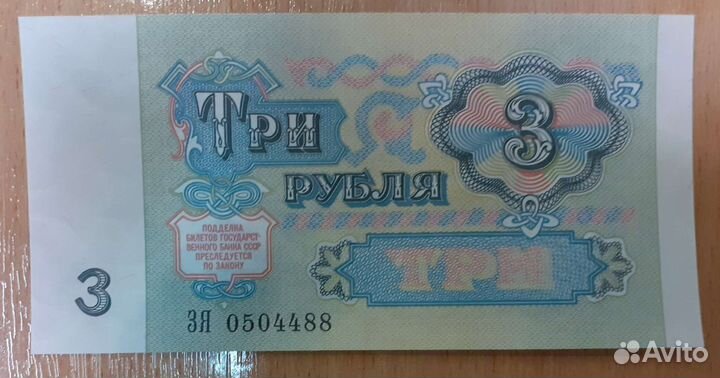 ТРИ
3
РУБЛЯ
ПОДДЕЛКА
БИЛЕТОВ ГОСУДАРСТ-
ВЕННОГО БАНКА СССР
ПРЕСЛЕДУЕТСЯ
ПО ЗАКОНУ
ТРИ
3
ЗЯ 0504488
Avito